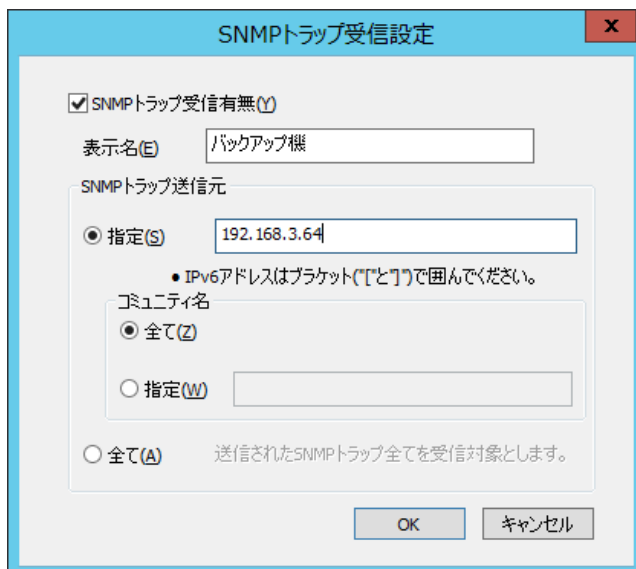 SNMPトラップ受信設定
x
SNMPトラップ受信有無(Y)
表示名(E) バックアップ機
SNMPトラップ送信元
指定(S) 192.168.3.64
● IPv6アドレスはブラケット("["と"]")で囲んでください。
コミュニティ名
全て(Z)
指定(W)
全て(A) 送信されたSNMPトラップ全てを受信対象とします。
OK キャンセル